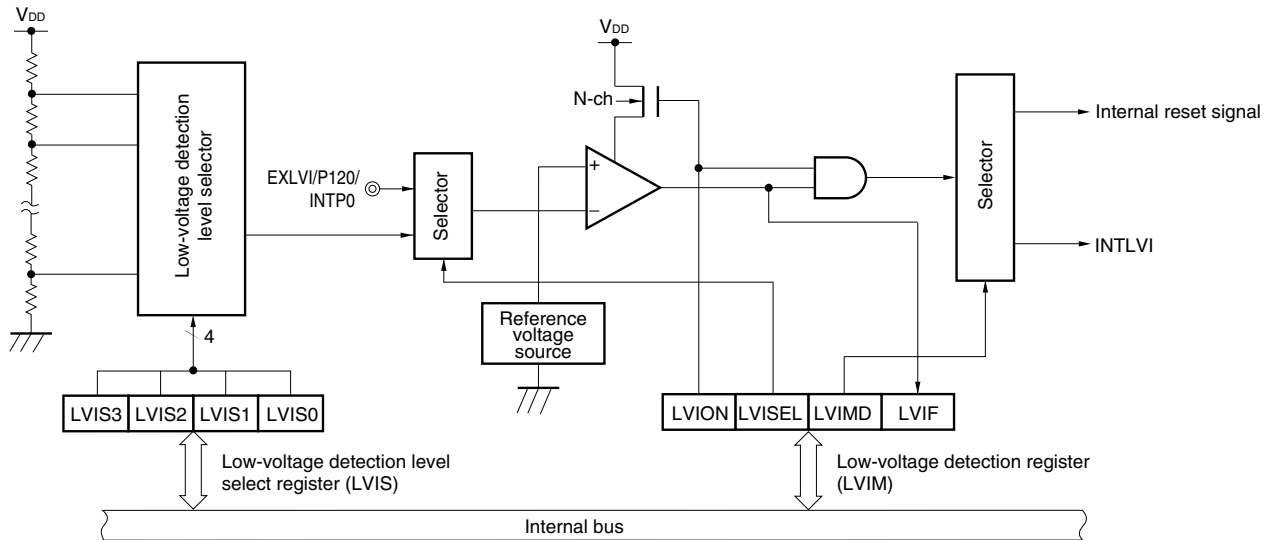 VDD
Low-voltage detection
level selector
4
LVIS3 LVIS2 LVIS1 LVIS0
Low-voltage detection level
select register (LVIS)
EXLVI/P120/
INTP0
Selector
VDD
N-ch
+
−
Reference
voltage
source
Selector
Internal reset signal
INTLVI
LVION LVISEL LVIMD LVIF
Low-voltage detection register
(LVIM)
Internal bus